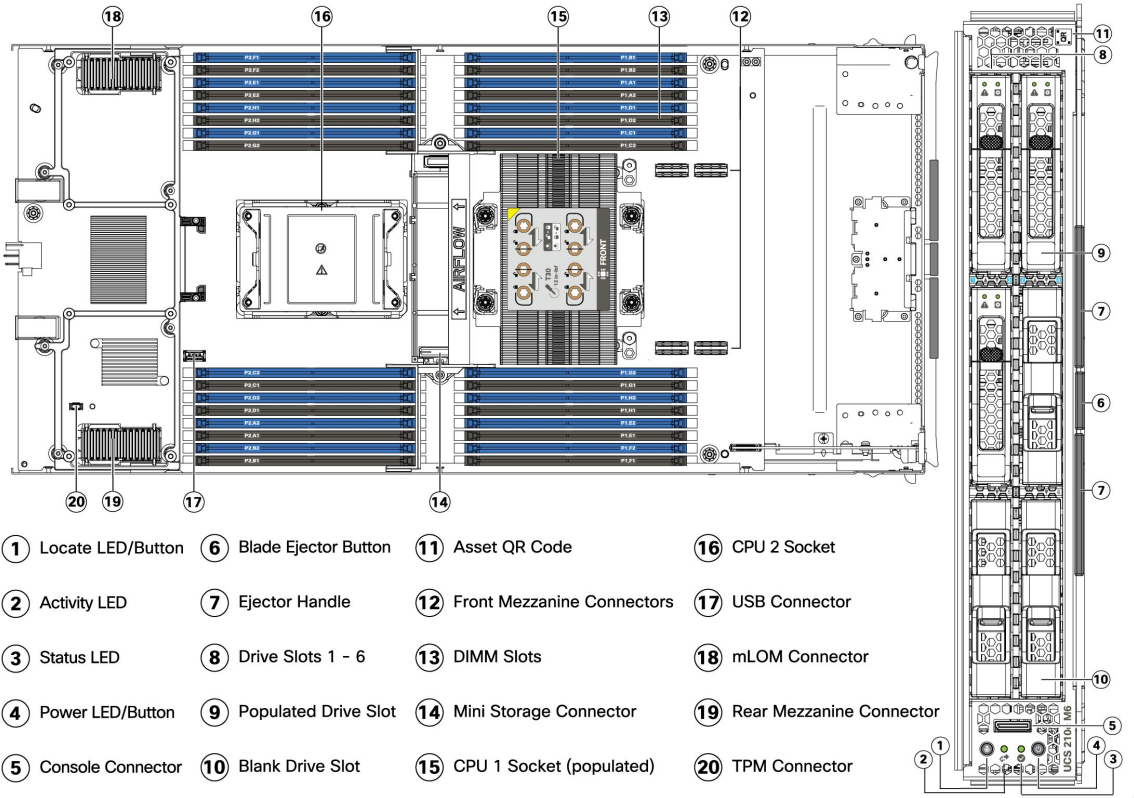 18
16
15
13
12
11
8
QR
P2,F1
P2,F2
P2,E1
P2,E2
P2,H1
P2,H2
P2,G1
P2,G2
P1,B1
P1,B2
P1,A1
P1,A2
P1,D1
P1,D2
P1,C1
P1,C2
AIRFLOW
FRONT
T30
12 in-lbf
9
7
6
7
P2,C2
P2,C1
P2,D2
P2,D1
P2,A2
P2,A1
P2,B2
P2,B1
P1,G2
P1,G1
P1,H2
P1,H1
P1,E2
P1,E1
P1,F2
P1,F1
20
19
17
14
10
5
UCS 210c M6
1
2
4
3
1 Locate LED/Button
2 Activity LED
3 Status LED
4 Power LED/Button
5 Console Connector
6 Blade Ejector Button
7 Ejector Handle
8 Drive Slots 1 - 6
9 Populated Drive Slot
10 Blank Drive Slot
11 Asset QR Code
12 Front Mezzanine Connectors
13 DIMM Slots
14 Mini Storage Connector
15 CPU 1 Socket (populated)
16 CPU 2 Socket
17 USB Connector
18 mLOM Connector
19 Rear Mezzanine Connector
20 TPM Connector